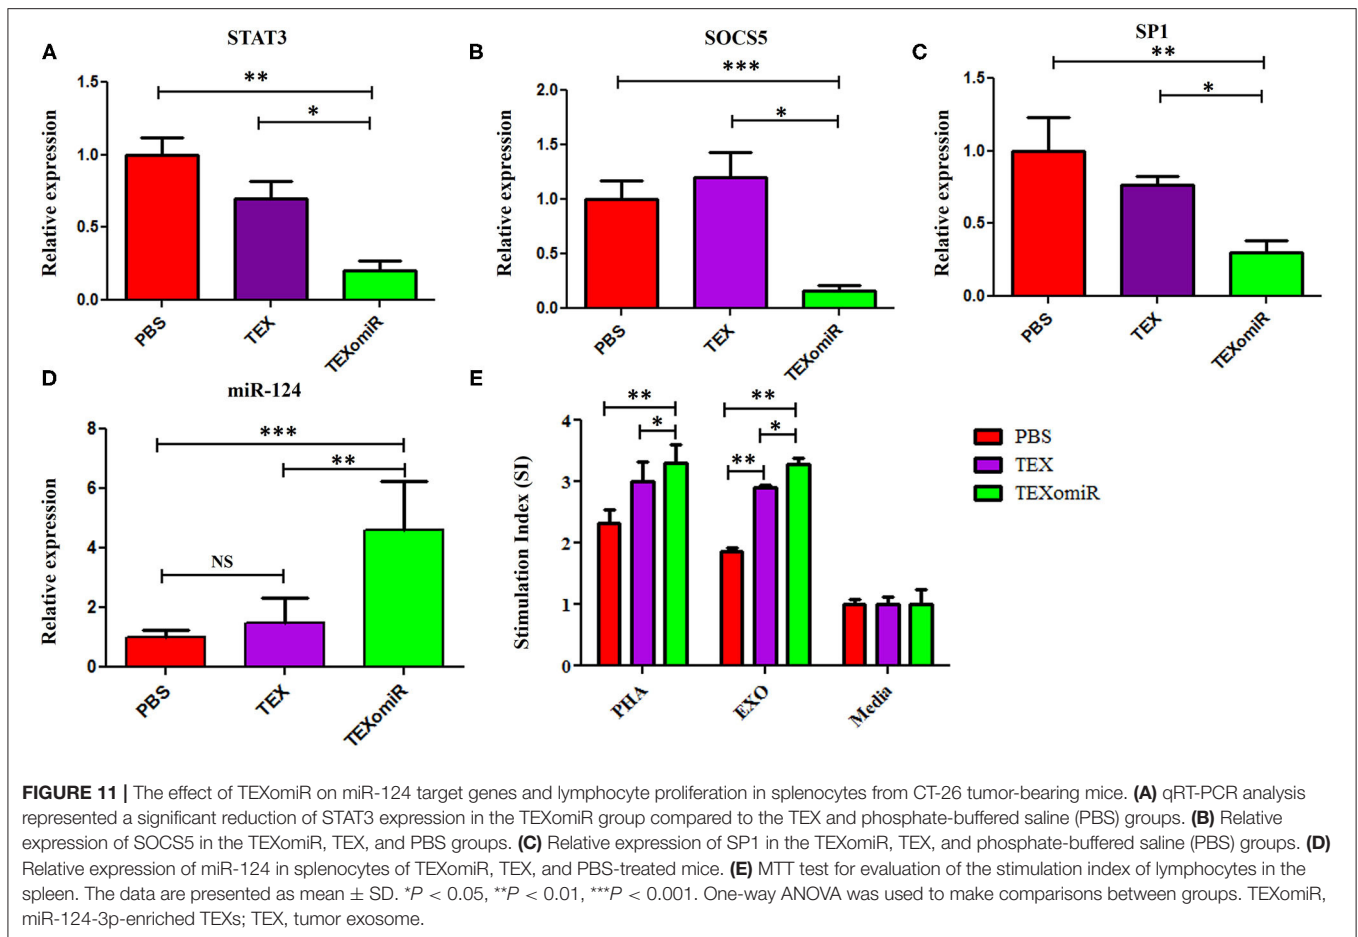 A
STAT3
**
*
Relative expression
1.5
1.0
0.5
0.0
PBS
TEX
TEXomiR
B
SOCS5
***
*
Relative expression
2.0
1.5
1.0
0.5
0.0
PBS
TEX
TEXomiR
C
SP1
**
*
Relative expression
1.5
1.0
0.5
0.0
PBS
TEX
TEXomiR
D
miR-124
***
**
NS
Relative expression
8
6
4
2
0
PBS
TEX
TEXomiR
E
**
*
**
*
**
Stimulation Index (SI)
4
3
2
1
0
PHA
EXO
Media
PBS
TEX
TEXomiR
FIGURE 11 | The effect of TEXomiR on miR-124 target genes and lymphocyte proliferation in splenocytes from CT-26 tumor-bearing mice. (A) qRT-PCR analysis
represented a significant reduction of STAT3 expression in the TEXomiR group compared to the TEX and phosphate-buffered saline (PBS) groups. (B) Relative
expression of SOCS5 in the TEXomiR, TEX, and PBS groups. (C) Relative expression of SP1 in the TEXomiR, TEX, and phosphate-buffered saline (PBS) groups. (D)
Relative expression of miR-124 in splenocytes of TEXomiR, TEX, and PBS-treated mice. (E) MTT test for evaluation of the stimulation index of lymphocytes in the
spleen. The data are presented as mean ± SD. *P < 0.05, **P < 0.01, ***P < 0.001. One-way ANOVA was used to make comparisons between groups. TEXomiR,
miR-124-3p-enriched TEXs; TEX, tumor exosome.